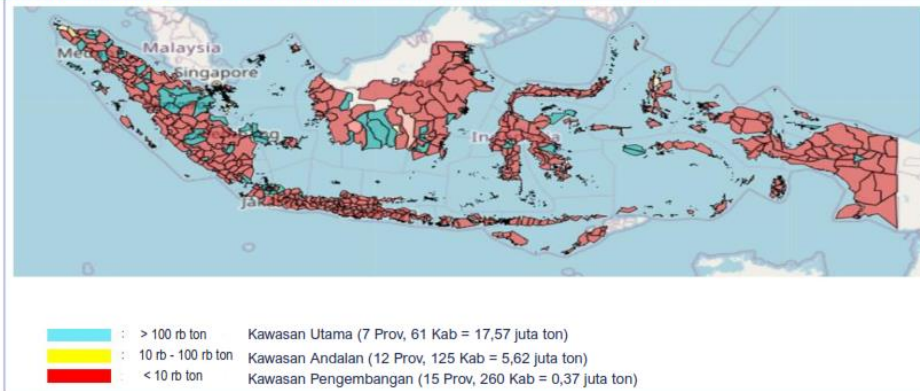 Malaysia
Singapore
: > 100 rb ton Kawasan Utama (7 Prov, 61 Kab = 17,57 juta ton)
: 10 rb - 100 rb ton Kawasan Andalan (12 Prov, 125 Kab = 5,62 juta ton)
: < 10 rb ton Kawasan Pengembangan (15 Prov, 260 Kab = 0,37 juta ton)